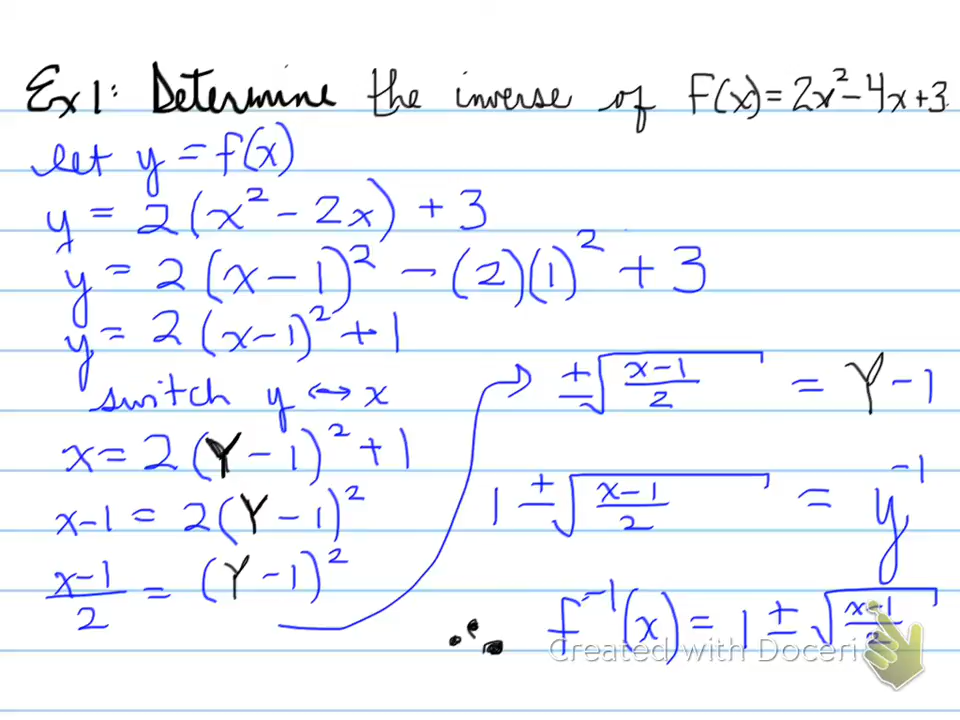 Ex 1: Determine the inverse of F(x) = 2x² - 4x + 3
let y = f(x)
y = 2(x² - 2x) + 3
y = 2(x - 1)² - (2)(1)² + 3
y = 2(x-1)² + 1
switch y ↔ x
x = 2(Y - 1)² + 1
x-1 = 2(Y - 1)²
(x-1)/2 = (Y - 1)²
±√((x-1)/2) = Y - 1
1 ± √((x-1)/2) = y⁻¹
∴ f⁻¹(x) = 1 ± √((x-1)/2)
Created with Doceri